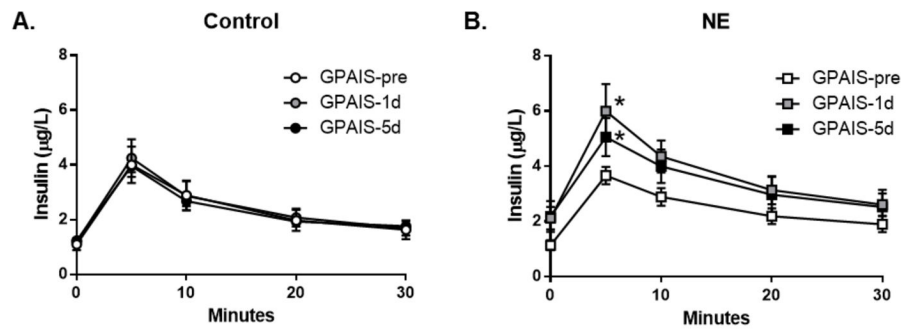 A.
Control
8
6
4
2
0
Insulin (µg/L)
GPAIS-pre
GPAIS-1d
GPAIS-5d
0 10 20 30
Minutes
B.
NE
8
6
4
2
0
Insulin (µg/L)
GPAIS-pre
GPAIS-1d
GPAIS-5d
*
*
0 10 20 30
Minutes